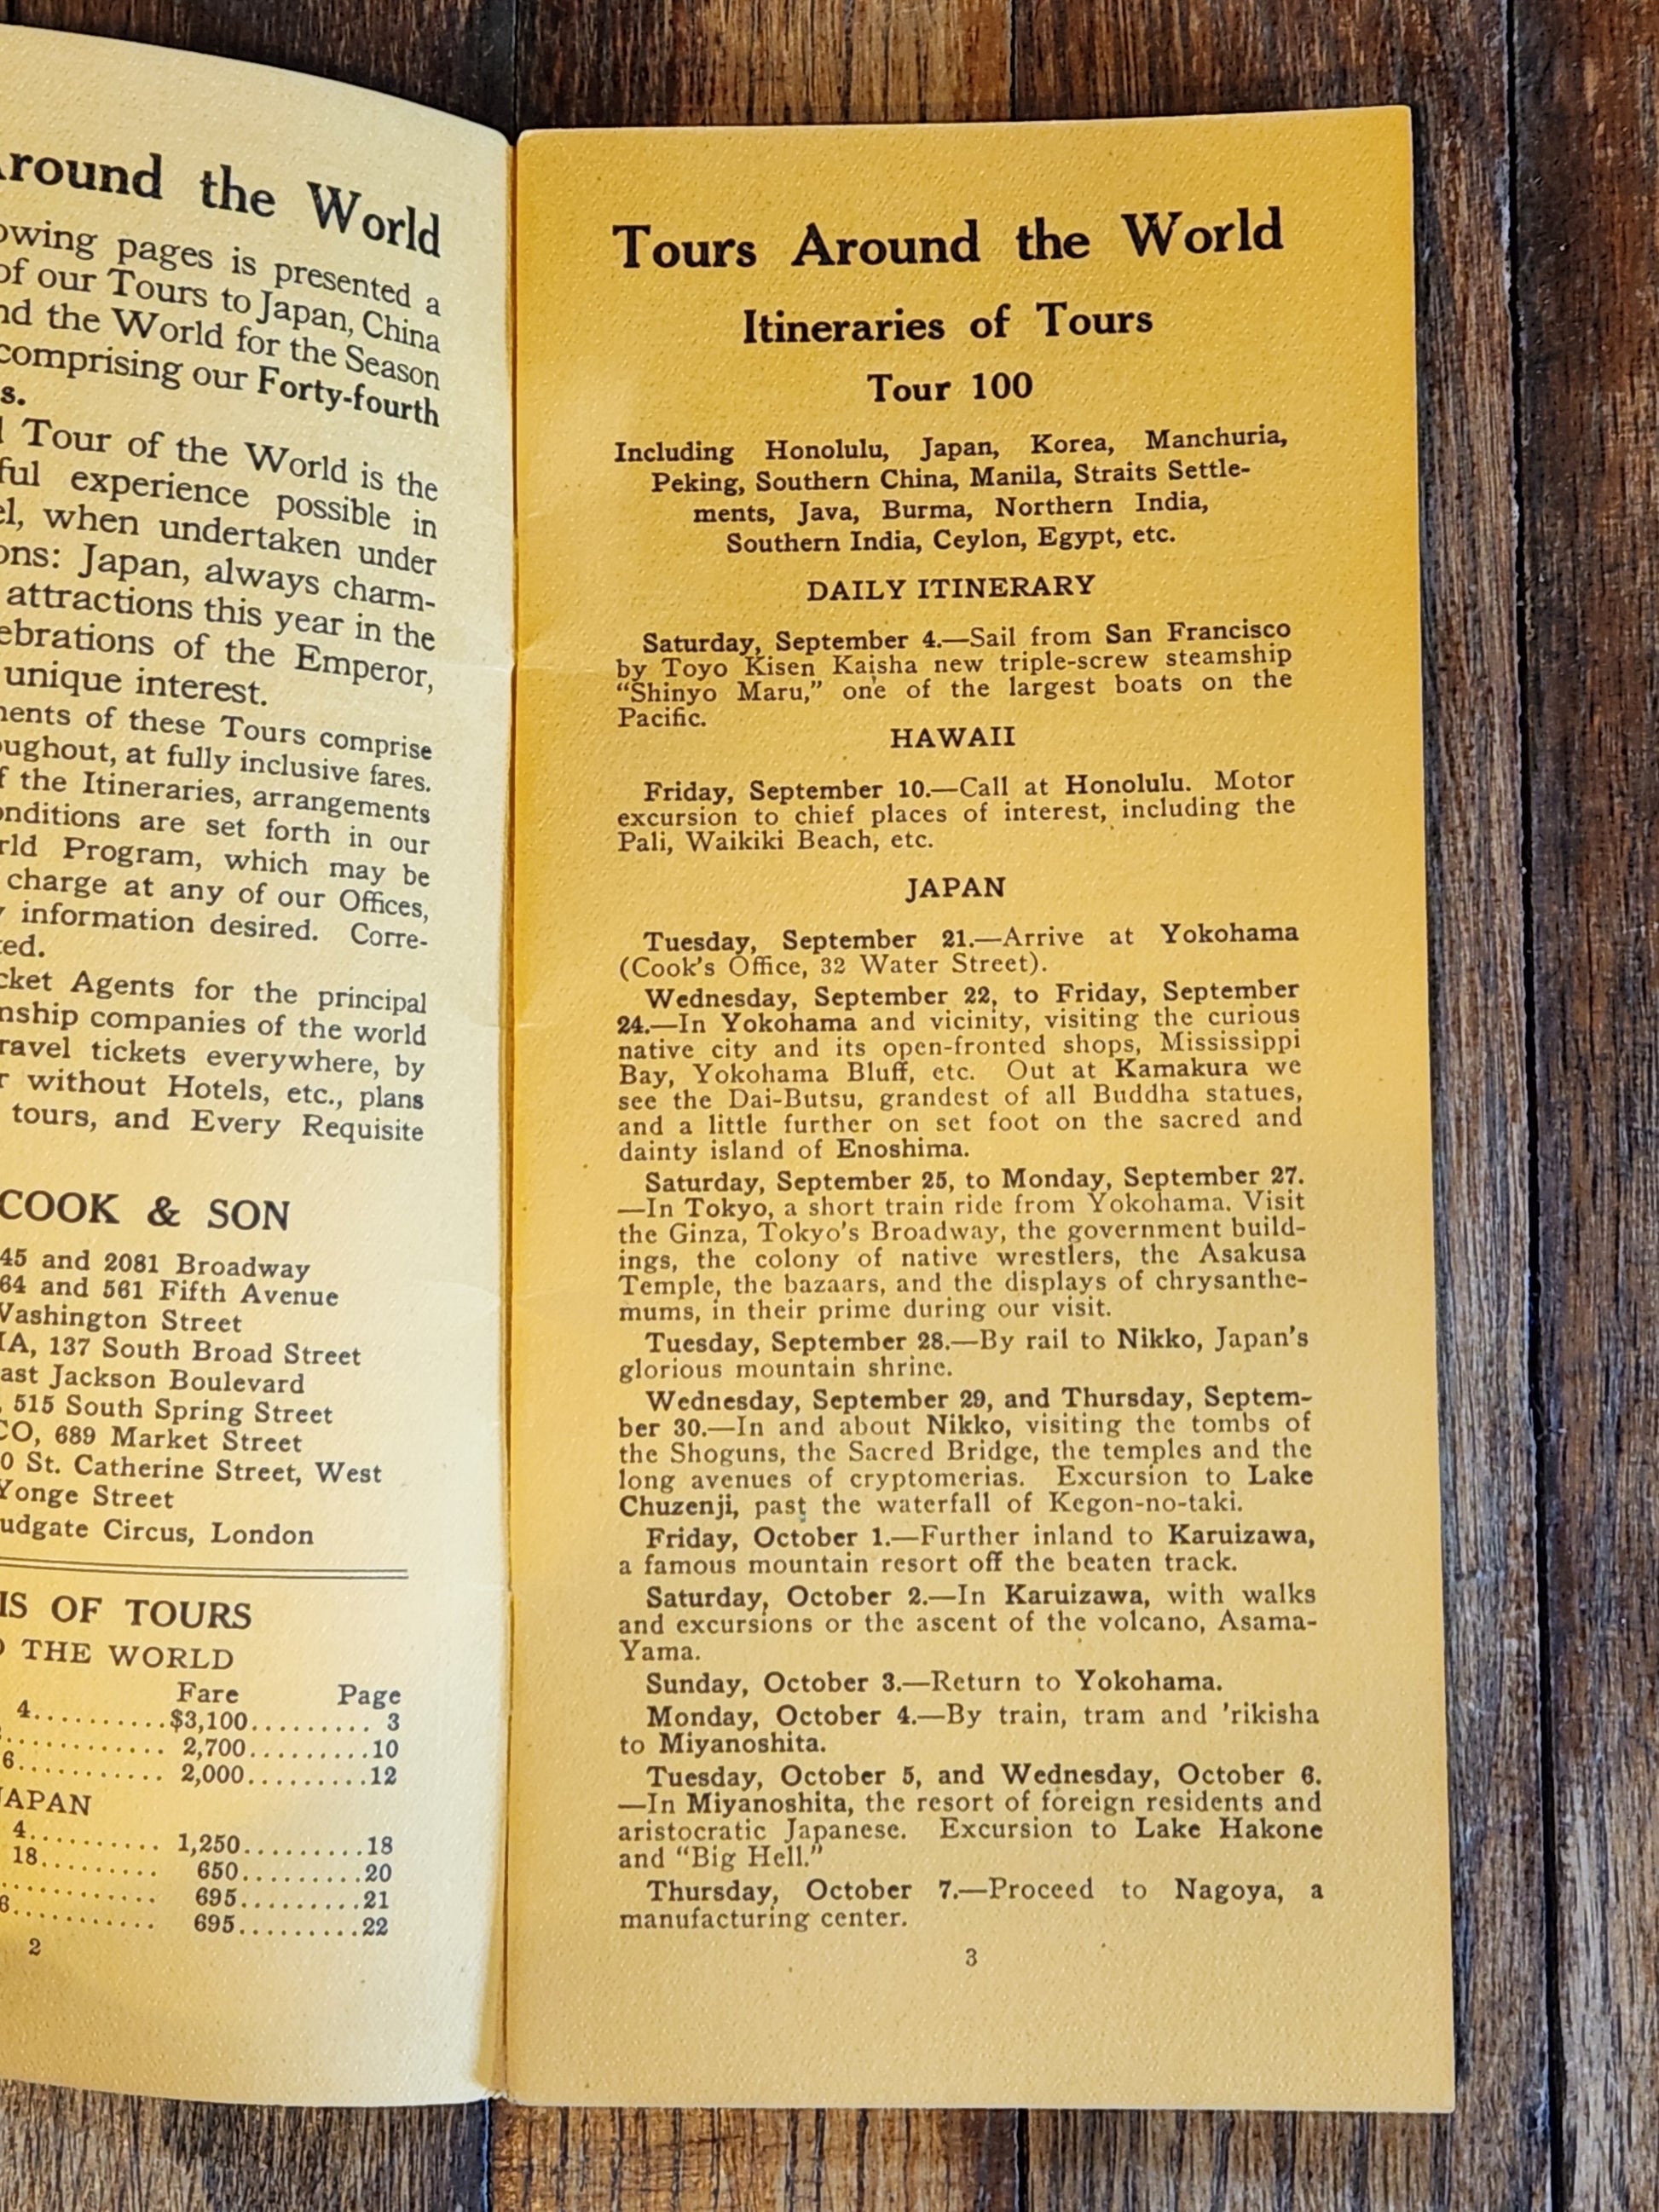 Around the World
pages is presented a
of our Tours to Japan, China
the World for the Season
comprising our Forty-fourth
Tour of the World is the
experience possible in
when undertaken under
Japan, always charm-
attractions this year in the
of the Emperor,
unique interest.
of these Tours comprise
at fully inclusive fares.
the Itineraries, arrangements
are set forth in our
Program, which may be
charge at any of our Offices,
information desired. Corre-
Agents for the principal
companies of the world
tickets everywhere, by
without Hotels, etc., plans
tours, and Every Requisite
COOK & SON
45 and 2081 Broadway
64 and 561 Fifth Avenue
Washington Street
137 South Broad Street
Jackson Boulevard
515 South Spring Street
689 Market Street
St. Catherine Street, West
Yonge Street
Circus, London
OF TOURS
THE WORLD
Fare Page
4..........$3,100......... 3
............ 2,700.........10
6............ 2,000.........12
JAPAN
4.......... 1,250.........18
18......... 650.........20
............ 695.........21
6........... 695.........22
2
Tours Around the World
Itineraries of Tours
Tour 100
Including Honolulu, Japan, Korea, Manchuria,
Peking, Southern China, Manila, Straits Settle-
ments, Java, Burma, Northern India,
Southern India, Ceylon, Egypt, etc.
DAILY ITINERARY
Saturday, September 4.—Sail from San Francisco
by Toyo Kisen Kaisha new triple-screw steamship
“Shinyo Maru,” one of the largest boats on the
Pacific.
HAWAII
Friday, September 10.—Call at Honolulu. Motor
excursion to chief places of interest, including the
Pali, Waikiki Beach, etc.
JAPAN
Tuesday, September 21.—Arrive at Yokohama
(Cook's Office, 32 Water Street).
Wednesday, September 22, to Friday, September
24.—In Yokohama and vicinity, visiting the curious
native city and its open-fronted shops, Mississippi
Bay, Yokohama Bluff, etc. Out at Kamakura we
see the Dai-Butsu, grandest of all Buddha statues,
and a little further on set foot on the sacred and
dainty island of Enoshima.
Saturday, September 25, to Monday, September 27.
—In Tokyo, a short train ride from Yokohama. Visit
the Ginza, Tokyo's Broadway, the government build-
ings, the colony of native wrestlers, the Asakusa
Temple, the bazaars, and the displays of chrysanthe-
mums, in their prime during our visit.
Tuesday, September 28.—By rail to Nikko, Japan's
glorious mountain shrine.
Wednesday, September 29, and Thursday, Septem-
ber 30.—In and about Nikko, visiting the tombs of
the Shoguns, the Sacred Bridge, the temples and the
long avenues of cryptomerias. Excursion to Lake
Chuzenji, past the waterfall of Kegon-no-taki.
Friday, October 1.—Further inland to Karuizawa,
a famous mountain resort off the beaten track.
Saturday, October 2.—In Karuizawa, with walks
and excursions or the ascent of the volcano, Asama-
Yama.
Sunday, October 3.—Return to Yokohama.
Monday, October 4.—By train, tram and 'rikisha
to Miyanoshita.
Tuesday, October 5, and Wednesday, October 6.
—In Miyanoshita, the resort of foreign residents and
aristocratic Japanese. Excursion to Lake Hakone
and “Big Hell.”
Thursday, October 7.—Proceed to Nagoya, a
manufacturing center.
3